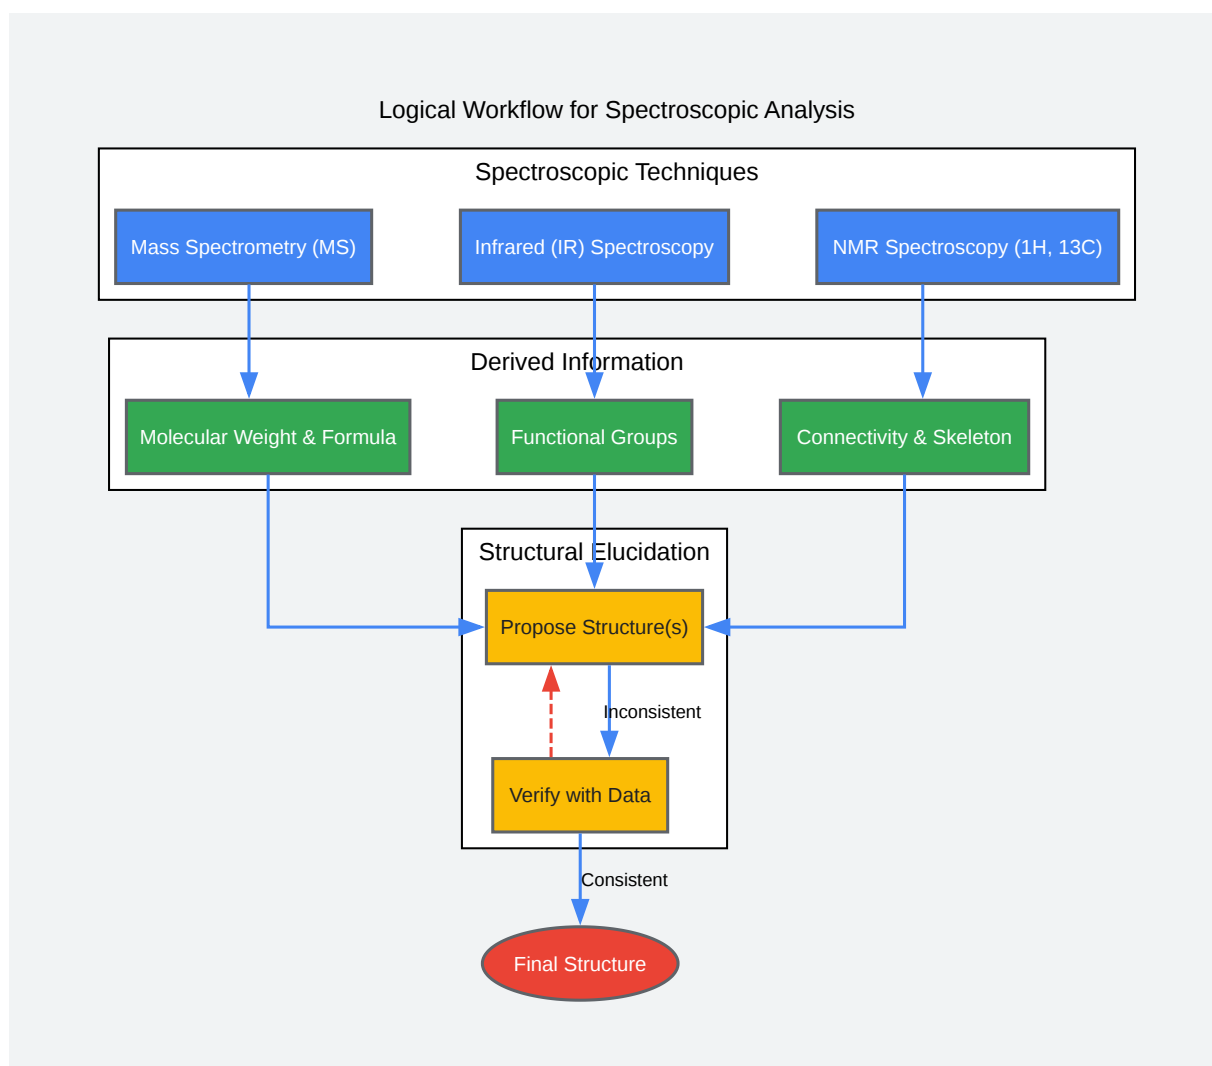 Logical Workflow for Spectroscopic Analysis
Spectroscopic Techniques
Mass Spectrometry (MS)
Infrared (IR) Spectroscopy
NMR Spectroscopy (1H, 13C)
Derived Information
Molecular Weight & Formula
Functional Groups
Connectivity & Skeleton
Structural Elucidation
Propose Structure(s)
Inconsistent
Verify with Data
Consistent
Final Structure